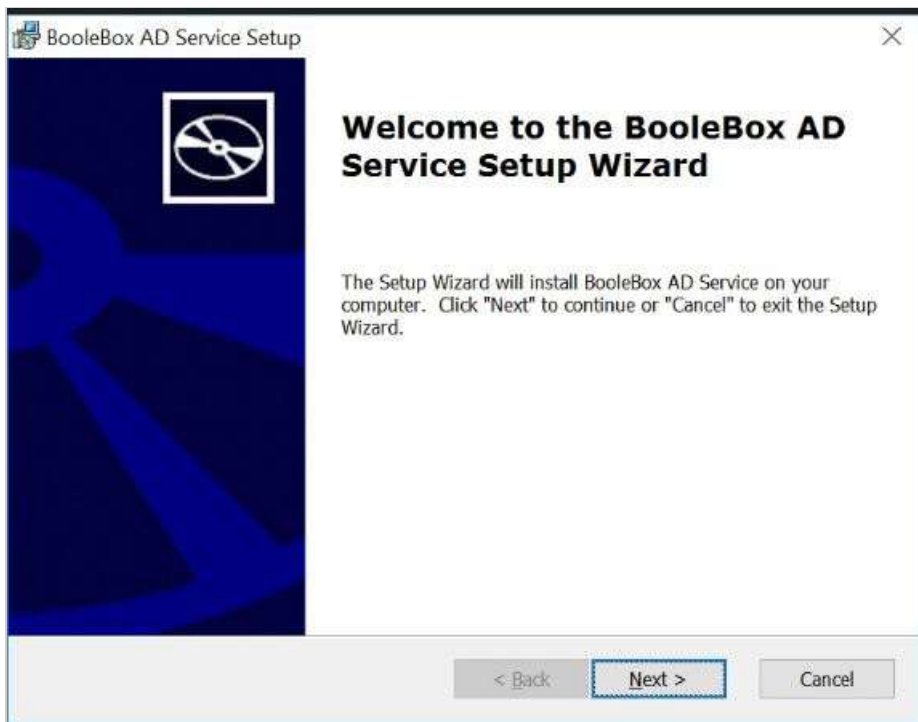 BooleBox AD Service Setup
Welcome to the BooleBox AD
Service Setup Wizard
The Setup Wizard will install BooleBox AD Service on your
computer. Click "Next" to continue or "Cancel" to exit the Setup
Wizard.
< Back Next > Cancel